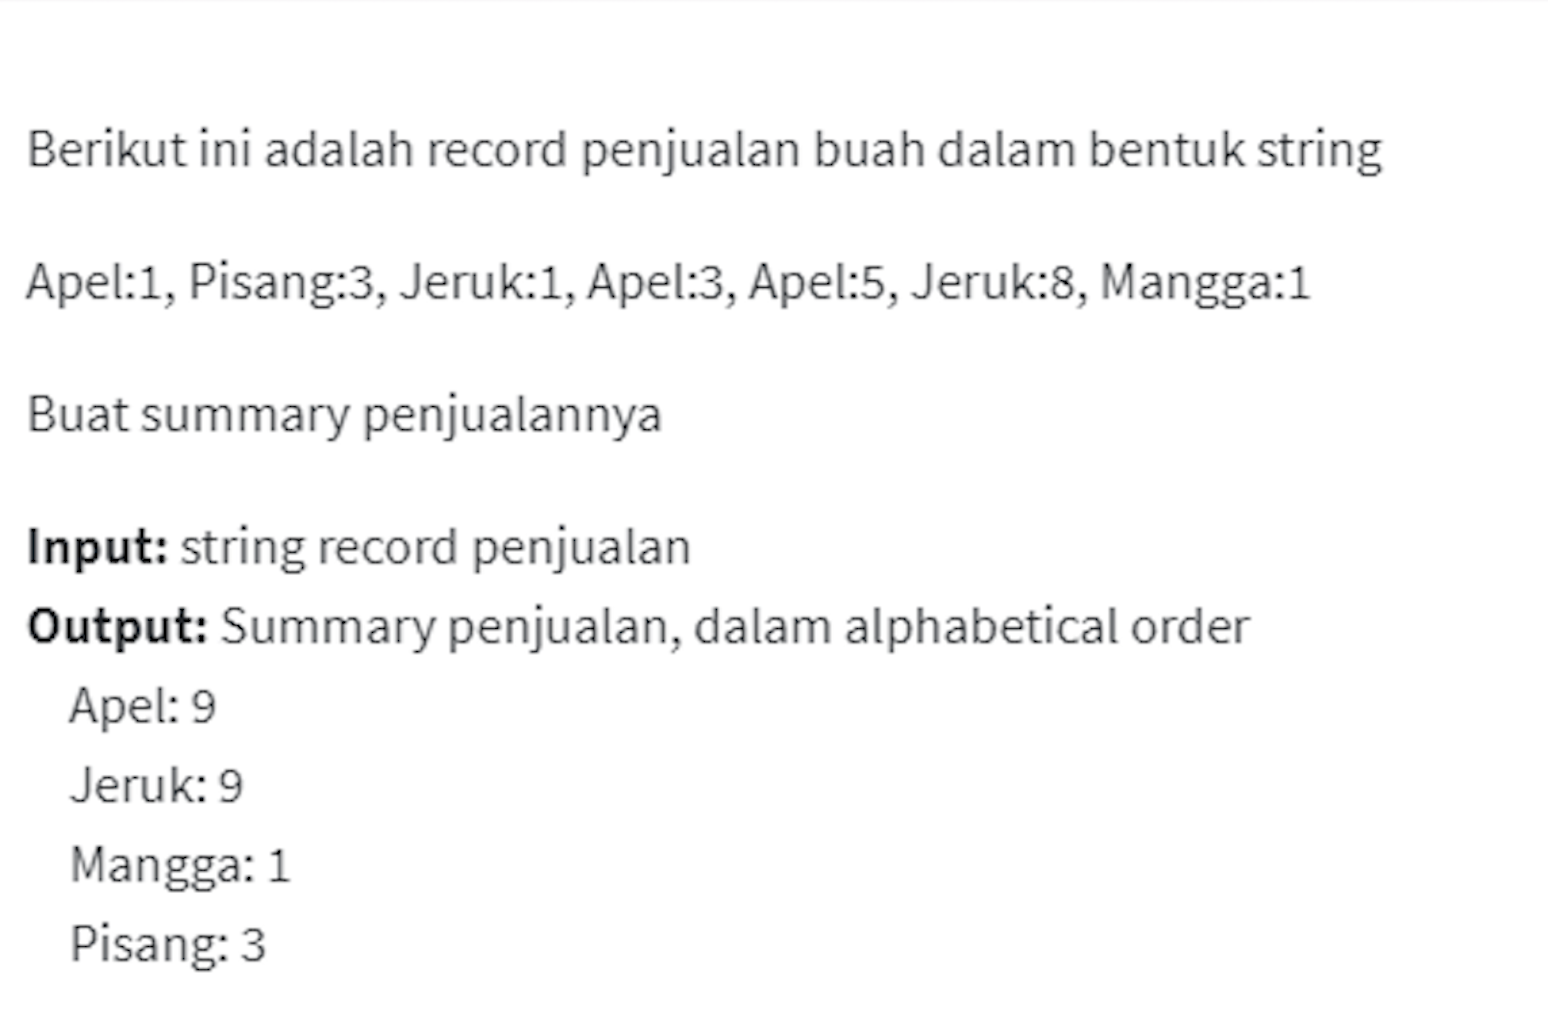 Berikut ini adalah record penjualan buah dalam bentuk string
Apel:1, Pisang:3, Jeruk:1, Apel:3, Apel:5, Jeruk:8, Mangga:1
Buat summary penjualannya
Input: string record penjualan
Output: Summary penjualan, dalam alphabetical order
Apel: 9
Jeruk: 9
Mangga: 1
Pisang: 3